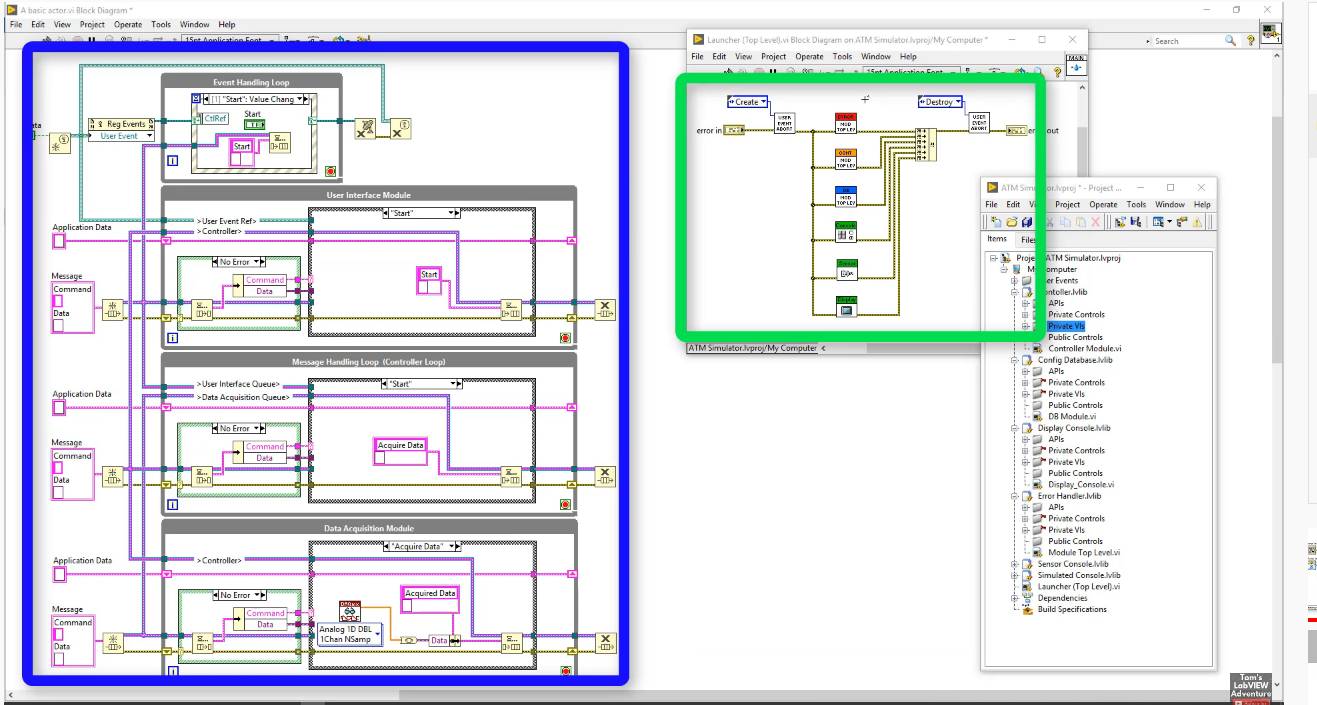 A basic actor.vi Block Diagram *
File Edit View Project Operate Tools Window Help
15pt Application Font
Search
Event Handling Loop
[1] "Start": Value Chang
Reg Events
User Event
CtlRef
Start
Start
User Interface Module
"Start"
>User Event Ref>
>Controller>
Application Data
No Error
Message
Command
Data
Command
Data
Start
Message Handling Loop (Controller Loop)
"Start"
>User Interface Queue>
>Data Acquisition Queue>
Application Data
No Error
Message
Command
Data
Command
Data
Acquire Data
Data Acquisition Module
"Acquire Data"
>Controller>
Application Data
No Error
Message
Command
Data
Command
Data
Analog 1D DBL
1Chan NSamp
Acquired Data
Data
Launcher (Top Level).vi Block Diagram on ATM Simulator.lvproj/My Computer *
File Edit View Project Operate Tools Window Help
15pt Application Font
MAIN
Create
Destroy
error in
USER
EVENT
ABORT
ERROR
MOD
TOP LEV
CONT
MOD
TOP LEV
DB
MOD
TOP LEV
Console
Sensor
Display
USER
EVENT
ABORT
out
ATM Simulator.lvproj/My Computer
ATM Simulator.lvproj * - Project ...
File Edit Project Operate Tools Window Help
Items Files
Project: ATM Simulator.lvproj
My Computer
User Events
Controller.lvlib
APIs
Private Controls
Private VIs
Public Controls
Controller Module.vi
Config Database.lvlib
APIs
Private Controls
Private VIs
Public Controls
DB Module.vi
Display Console.lvlib
APIs
Private Controls
Private VIs
Public Controls
Display_Console.vi
Error Handler.lvlib
APIs
Private Controls
Private VIs
Public Controls
Module Top Level.vi
Sensor Console.lvlib
Simulated Console.lvlib
Launcher (Top Level).vi
Dependencies
Build Specifications
Tom's
LabVIEW
Adventure